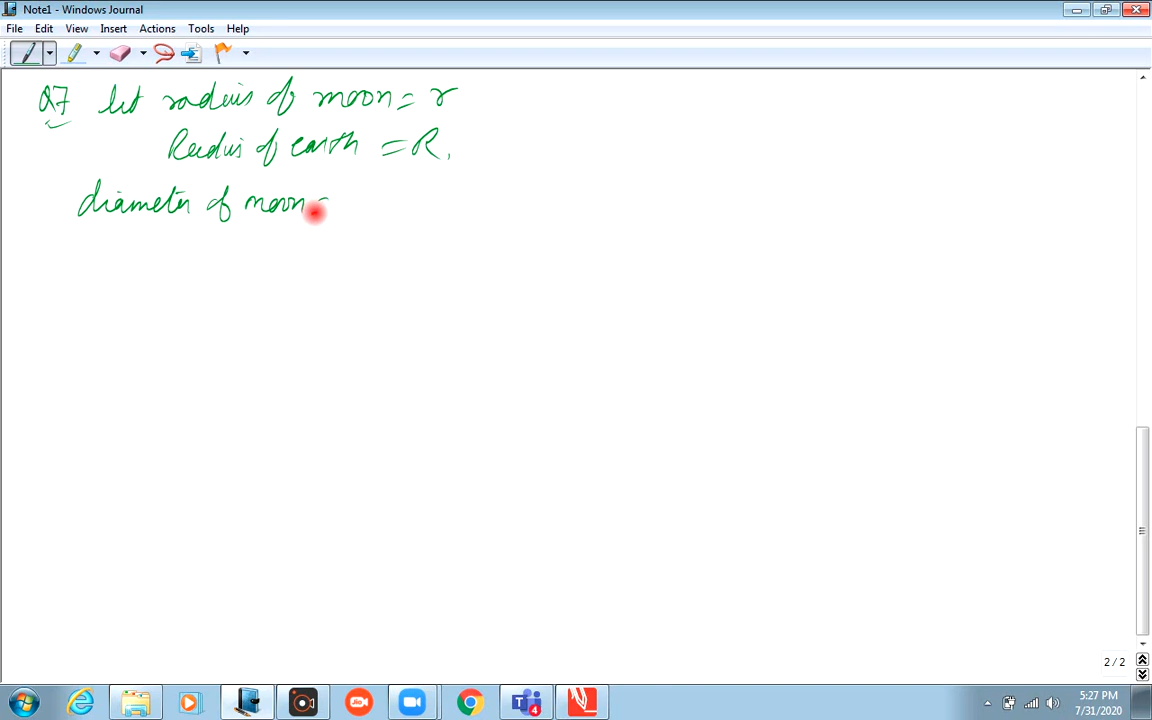 Note1 - Windows Journal
File Edit View Insert Actions Tools Help
Q7 let radius of moon = r
Radius of earth = R.
diameter of moon =
2 / 2
4
5:27 PM
7/31/2020